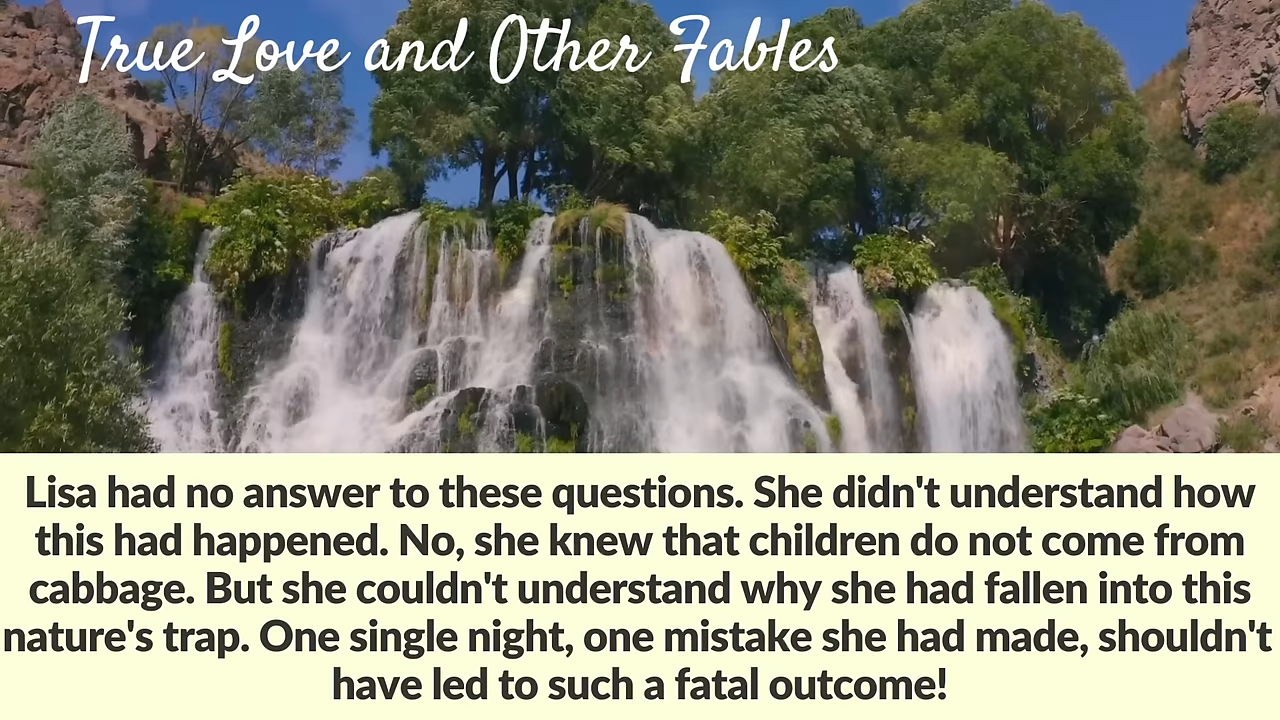 True Love and Other Fables
Lisa had no answer to these questions. She didn't understand how
this had happened. No, she knew that children do not come from
cabbage. But she couldn't understand why she had fallen into this
nature's trap. One single night, one mistake she had made, shouldn't
have led to such a fatal outcome!